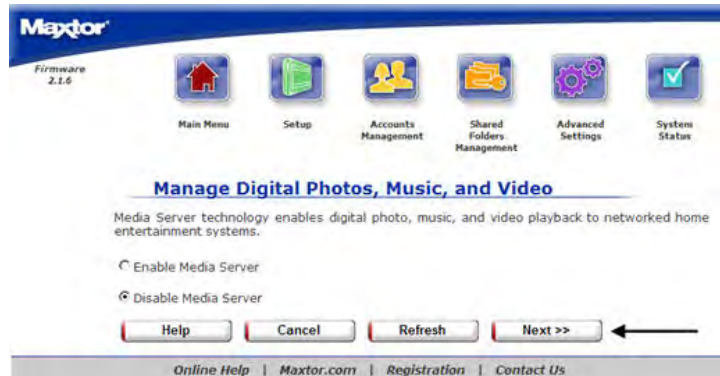 Maxtor
Firmware
2.1.6
Main Menu
Setup
Accounts
Management
Shared
Folders
Management
Advanced
Settings
System
Status
Manage Digital Photos, Music, and Video
Media Server technology enables digital photo, music, and video playback to networked home
entertainment systems.
Enable Media Server
Disable Media Server
Help Cancel Refresh Next >>
Online Help | Maxtor.com | Registration | Contact Us